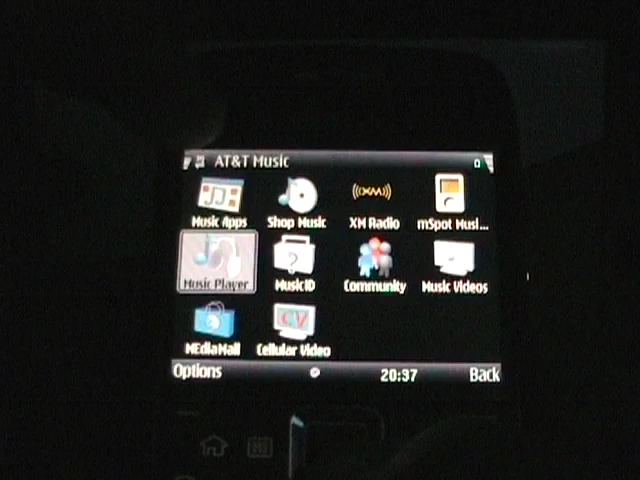 AT&T Music
Music Apps Shop Music XM Radio mSpot Musi...
Music Player MusicID Community Music Videos
MEdiaMall Cellular Video
Options 20:37 Back